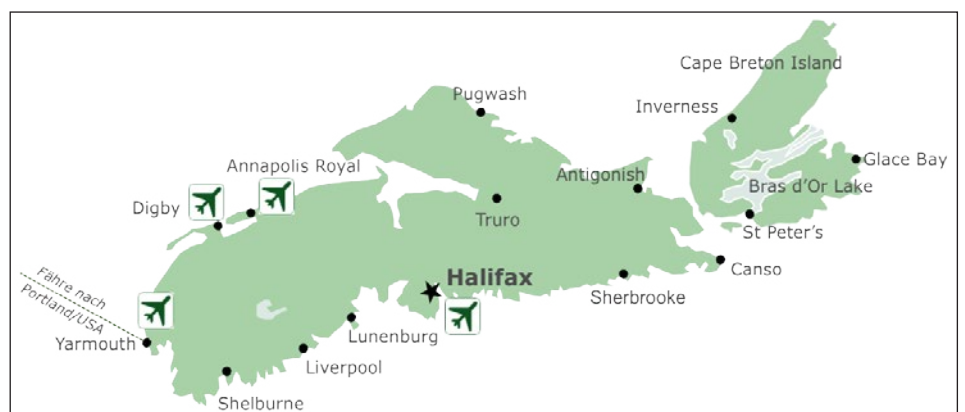 Cape Breton Island
Pugwash
Inverness
Annapolis Royal
Glace Bay
Antigonish
Bras d'Or Lake
Digby
Truro
St Peter's
Canso
Halifax
Sherbrooke
Fähre nach
Portland/USA
Lunenburg
Yarmouth
Liverpool
Shelburne